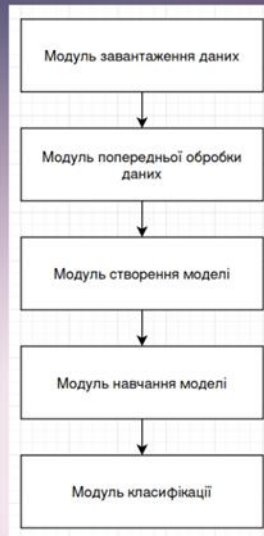 Модуль завантаження даних
Модуль попередньої обробки
даних
Модуль створення моделі
Модуль навчання моделі
Модуль класифікації